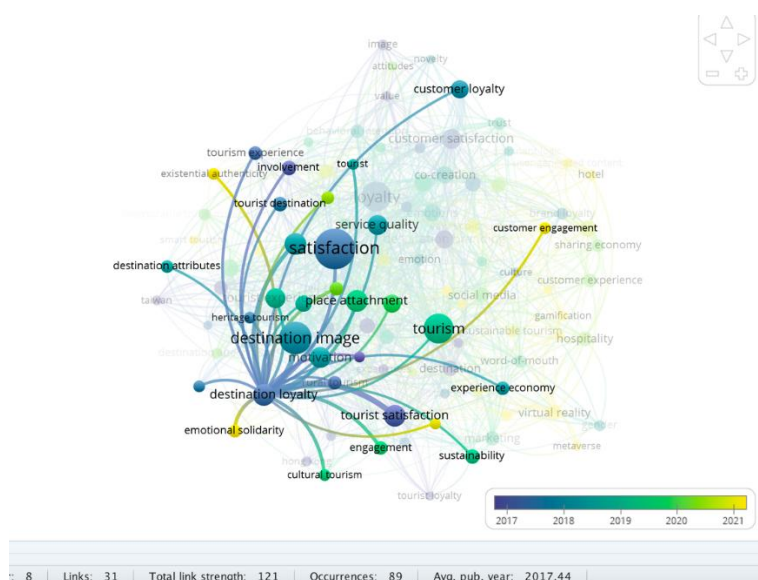 image
novelty
attitudes
customer loyalty
value
trust
customer satisfaction
tourism experience
involvement
tourist
existential authenticity
co-creation
hotel
loyalty
tourist destination
service quality
brand loyalty
customer engagement
satisfaction
sharing economy
emotion
destination attributes
culture
customer experience
social media
taiwan
place attachment
heritage tourism
gamification
tourism
sustainable tourism
destination image
hospitality
motivation
word-of-mouth
destination
rural tourism
experience economy
destination loyalty
tourist satisfaction
virtual reality
gender
emotional solidarity
marketing
engagement
sustainability
metaverse
cultural tourism
tourist loyalty
2017 2018 2019 2020 2021
8 Links: 31 Total link strength: 121 Occurrences: 89 Avg. pub. year: 2017.44